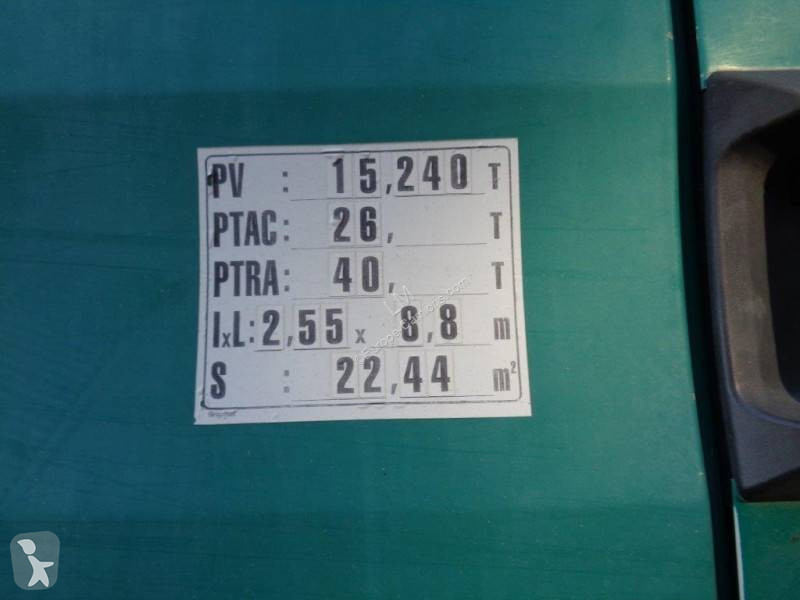 PV : 15,240 T
PTAC: 26, T
PTRA: 40, T
lxL: 2,55 x 8,8 m
S : 22,44 m²